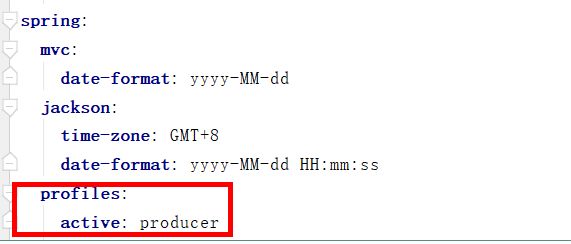 spring:
mvc:
date-format: yyyy-MM-dd
jackson:
time-zone: GMT+8
date-format: yyyy-MM-dd HH:mm:ss
profiles:
active: producer